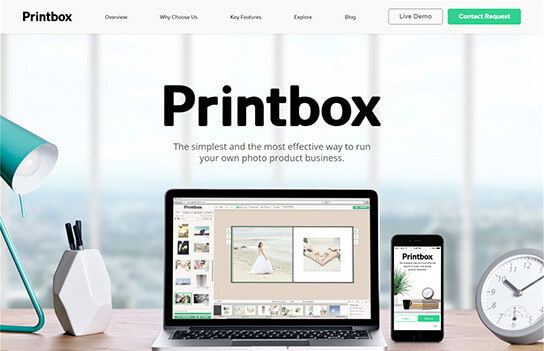 Printbox
Overview
Why Choose Us
Key Features
Explore
Blog
Live Demo
Contact Request
Printbox
The simplest and the most effective way to run
your own photo product business.
Printbox
Printbox